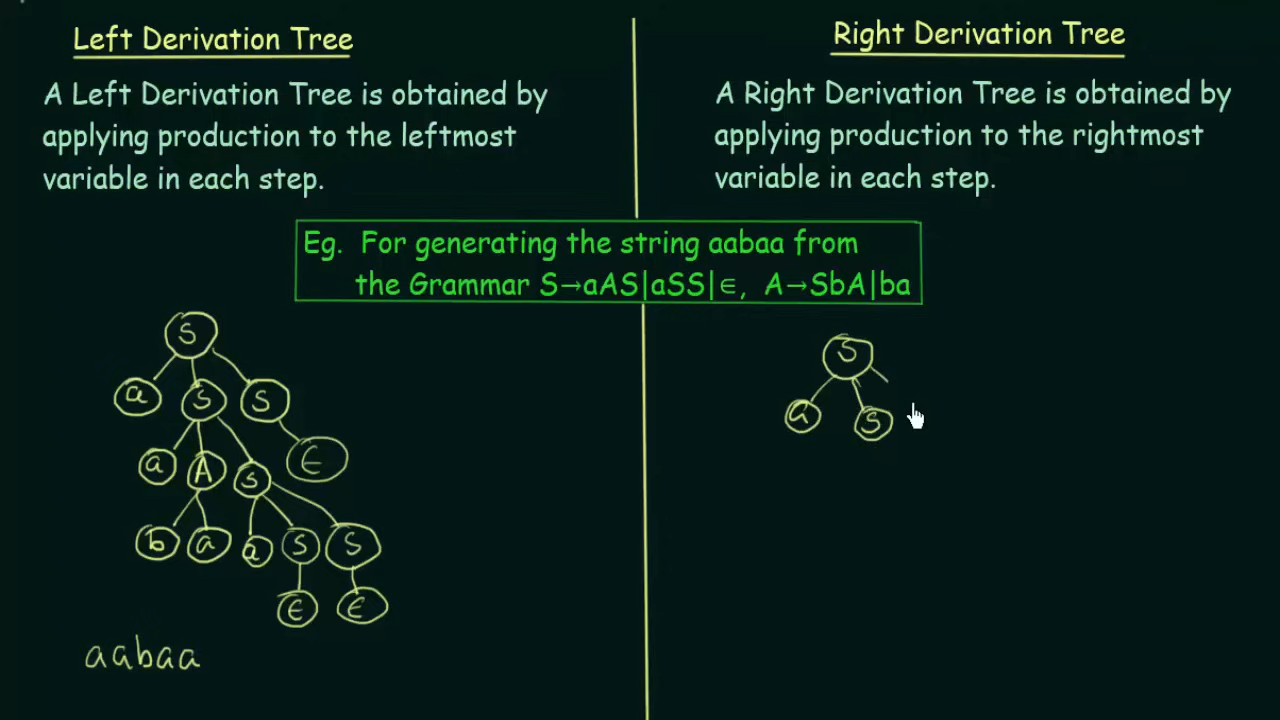 Left Derivation Tree
A Left Derivation Tree is obtained by
applying production to the leftmost
variable in each step.
Right Derivation Tree
A Right Derivation Tree is obtained by
applying production to the rightmost
variable in each step.
Eg. For generating the string aabaa from
the Grammar S→aAS|aSS|∈, A→SbA|ba
S
a S S
a A S ∈
b a a S S
∈ ∈
aabaa
S
a S